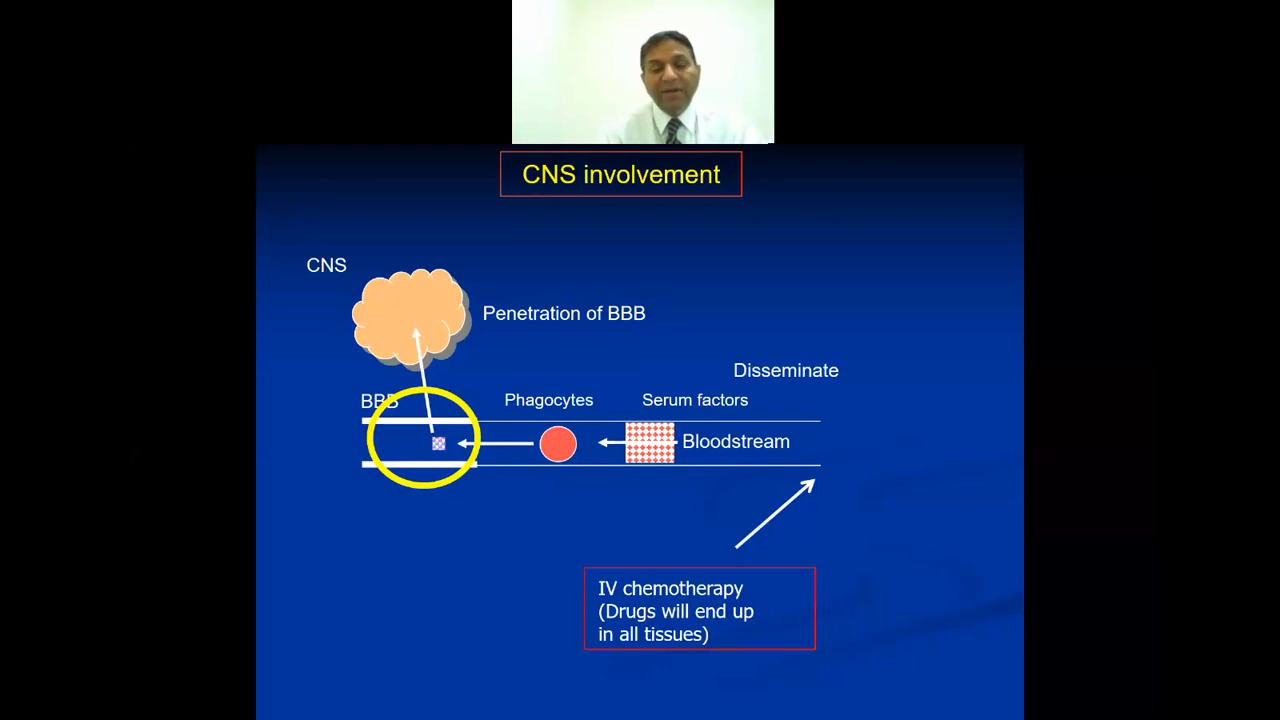 CNS involvement
CNS
Penetration of BBB
Disseminate
BBB
Phagocytes
Serum factors
Bloodstream
IV chemotherapy
(Drugs will end up
in all tissues)